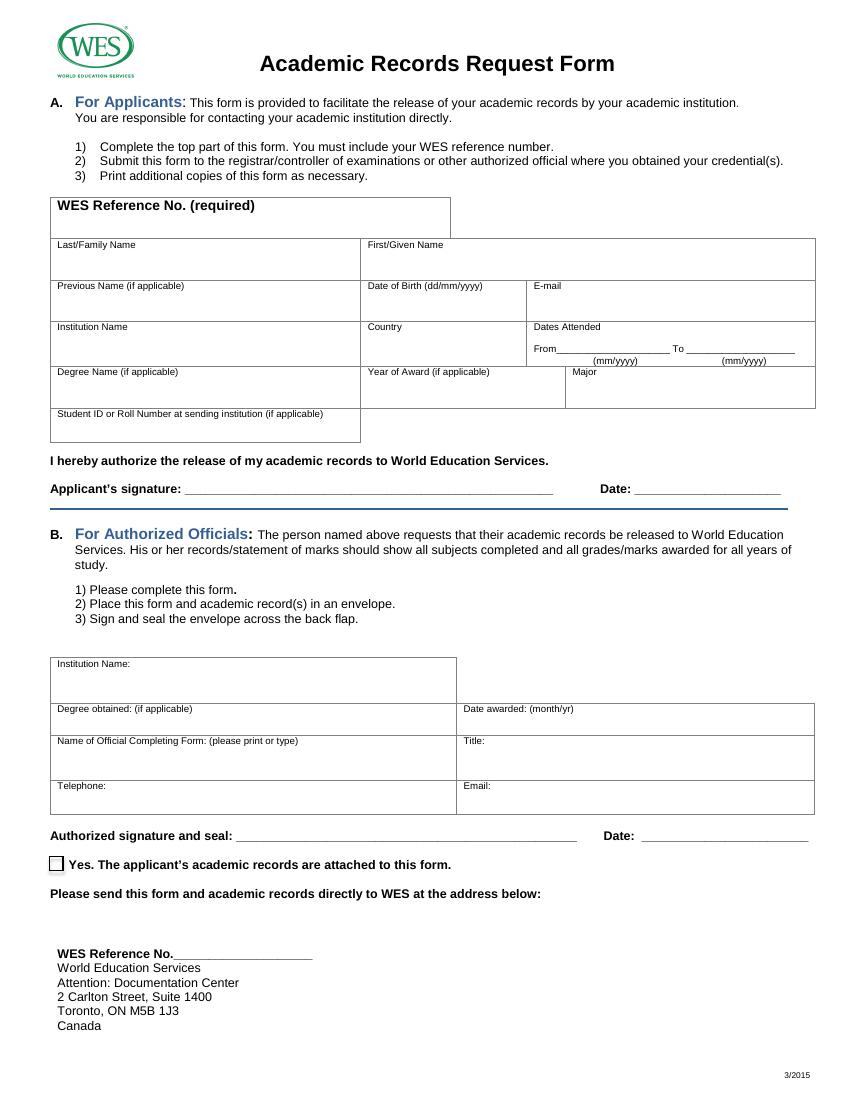 WES
®
WORLD EDUCATION SERVICES
Academic Records Request Form
A. For Applicants: This form is provided to facilitate the release of your academic records by your academic institution.
You are responsible for contacting your academic institution directly.
1) Complete the top part of this form. You must include your WES reference number.
2) Submit this form to the registrar/controller of examinations or other authorized official where you obtained your credential(s).
3) Print additional copies of this form as necessary.
WES Reference No. (required)
Last/Family Name First/Given Name
Previous Name (if applicable) Date of Birth (dd/mm/yyyy) E-mail
Institution Name Country Dates Attended
From_____________________ To ____________________
(mm/yyyy) (mm/yyyy)
Degree Name (if applicable) Year of Award (if applicable) Major
Student ID or Roll Number at sending institution (if applicable)
I hereby authorize the release of my academic records to World Education Services.
Applicant's signature: _____________________________________________________ Date: _____________________
B. For Authorized Officials: The person named above requests that their academic records be released to World Education
Services. His or her records/statement of marks should show all subjects completed and all grades/marks awarded for all years of
study.
1) Please complete this form.
2) Place this form and academic record(s) in an envelope.
3) Sign and seal the envelope across the back flap.
Institution Name:
Degree obtained: (if applicable) Date awarded: (month/yr)
Name of Official Completing Form: (please print or type) Title:
Telephone: Email:
Authorized signature and seal: _________________________________________________ Date: ________________________
Yes. The applicant's academic records are attached to this form.
Please send this form and academic records directly to WES at the address below:
WES Reference No.____________________
World Education Services
Attention: Documentation Center
2 Carlton Street, Suite 1400
Toronto, ON M5B 1J3
Canada
3/2015